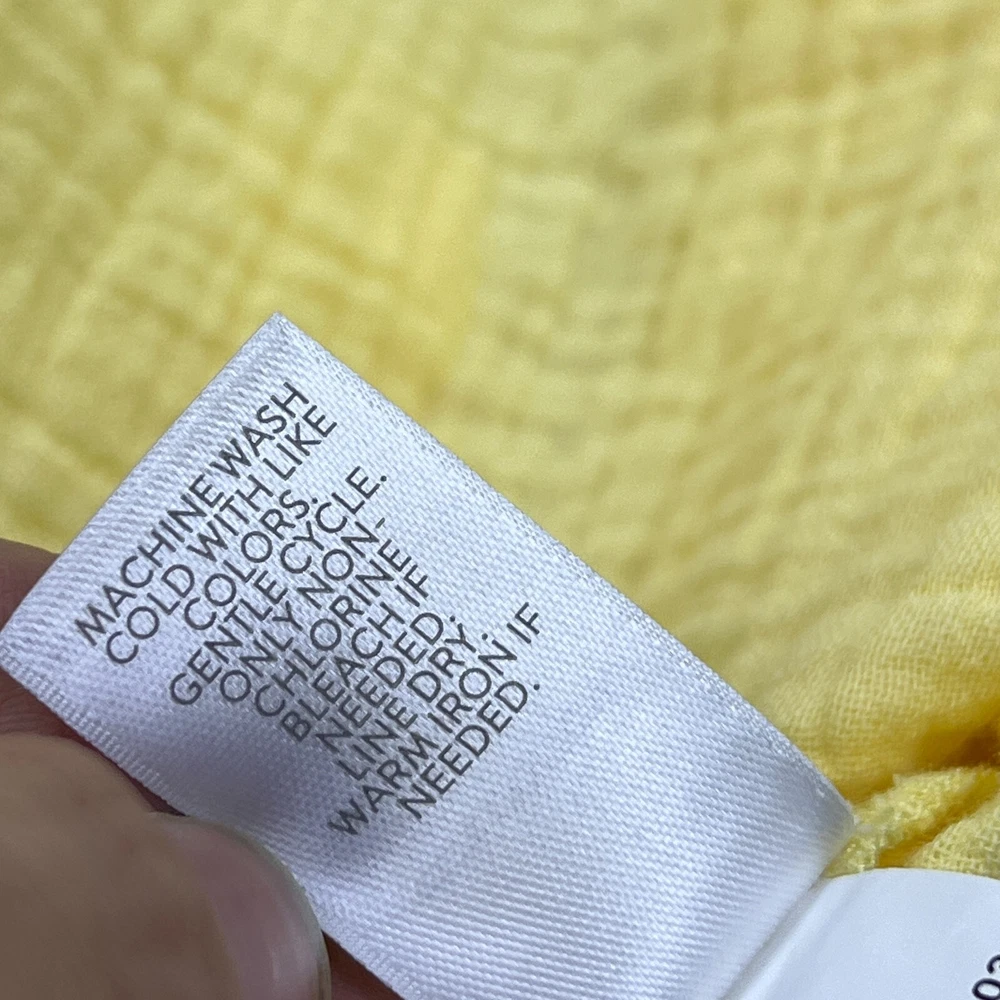 MACHINE WASH
COLD WITH LIKE
COLORS.
GENTLE CYCLE.
ONLY NON-
CHLORINE
BLEACH IF
NEEDED.
LINE DRY.
WARM IRON IF
NEEDED.
03